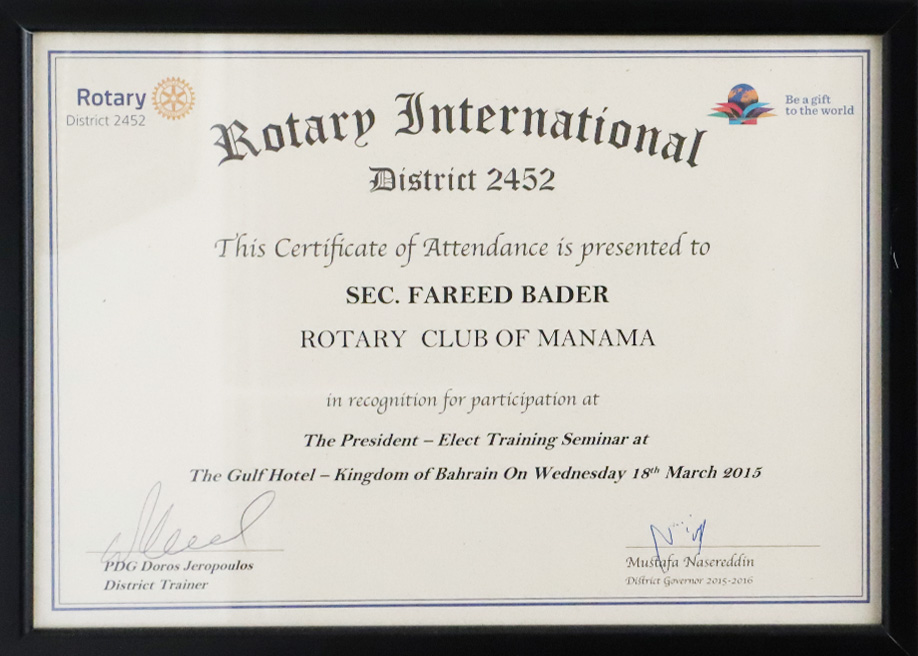 Rotary
District 2452
Be a gift
to the world
Rotary International
District 2452
This Certificate of Attendance is presented to
SEC. FAREED BADER
ROTARY CLUB OF MANAMA
in recognition for participation at
The President – Elect Training Seminar at
The Gulf Hotel – Kingdom of Bahrain On Wednesday 18th March 2015
PDG Doros Jeropoulos
District Trainer
Mustafa Nasereddin
District Governor 2015-2016